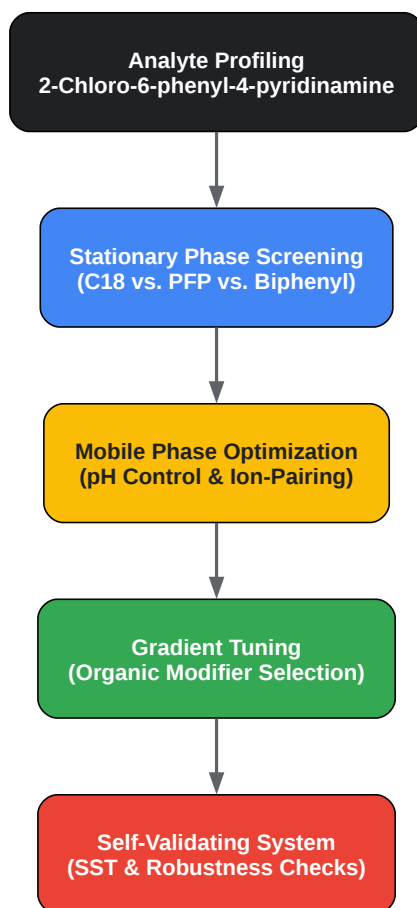 Analyte Profiling
2-Chloro-6-phenyl-4-pyridinamine
Stationary Phase Screening
(C18 vs. PFP vs. Biphenyl)
Mobile Phase Optimization
(pH Control & Ion-Pairing)
Gradient Tuning
(Organic Modifier Selection)
Self-Validating System
(SST & Robustness Checks)